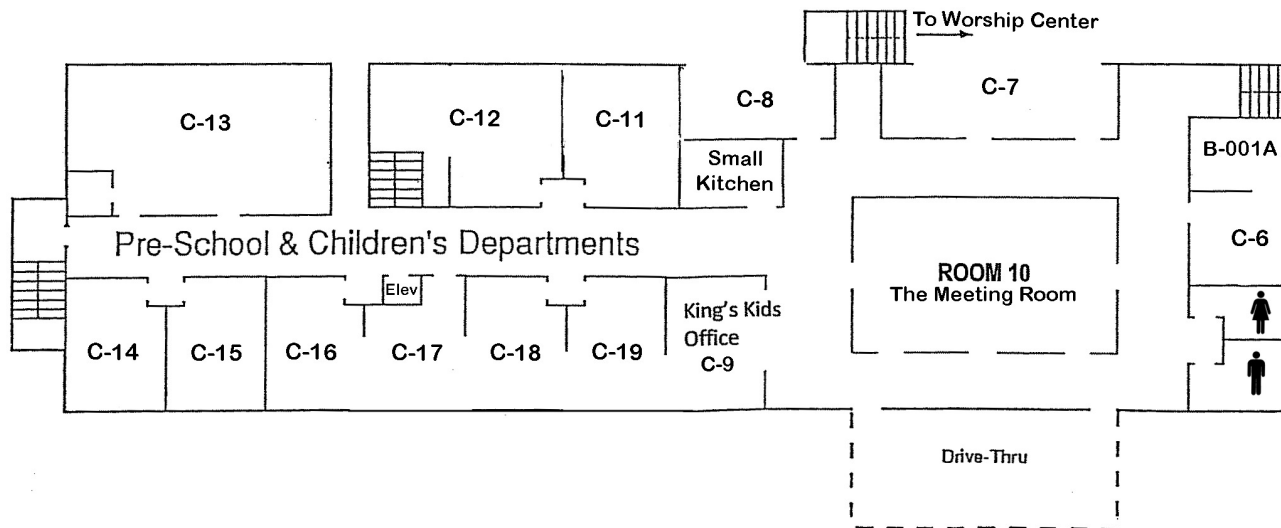 To Worship Center
C-13
C-12
C-11
C-8
C-7
Small
Kitchen
B-001A
Pre-School & Children's Departments
C-6
ROOM 10
The Meeting Room
Elev
King's Kids
Office
C-9
C-14
C-15
C-16
C-17
C-18
C-19
Drive-Thru